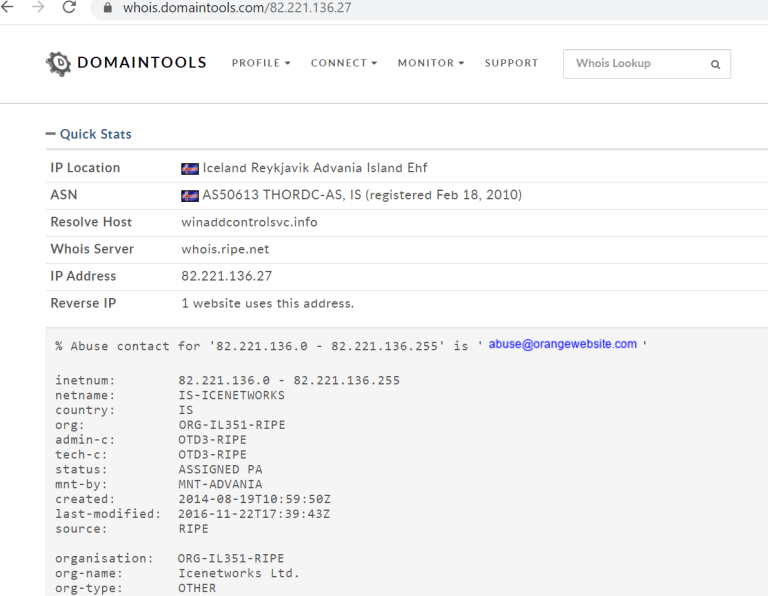 whois.domaintools.com/82.221.136.27
DOMAINTOOLS PROFILE CONNECT MONITOR SUPPORT Whois Lookup
Quick Stats
IP Location Iceland Reykjavik Advania Island Ehf
ASN AS50613 THORDC-AS, IS (registered Feb 18, 2010)
Resolve Host winaddcontrolsvc.info
Whois Server whois.ripe.net
IP Address 82.221.136.27
Reverse IP 1 website uses this address.
% Abuse contact for '82.221.136.0 - 82.221.136.255' is ' abuse@orangewebsite.com '
inetnum: 82.221.136.0 - 82.221.136.255
netname: IS-ICENETWORKS
country: IS
org: ORG-IL351-RIPE
admin-c: OTD3-RIPE
tech-c: OTD3-RIPE
status: ASSIGNED PA
mnt-by: MNT-ADVANIA
created: 2014-08-19T10:59:50Z
last-modified: 2016-11-22T17:39:43Z
source: RIPE
organisation: ORG-IL351-RIPE
org-name: Icenetworks Ltd.
org-type: OTHER